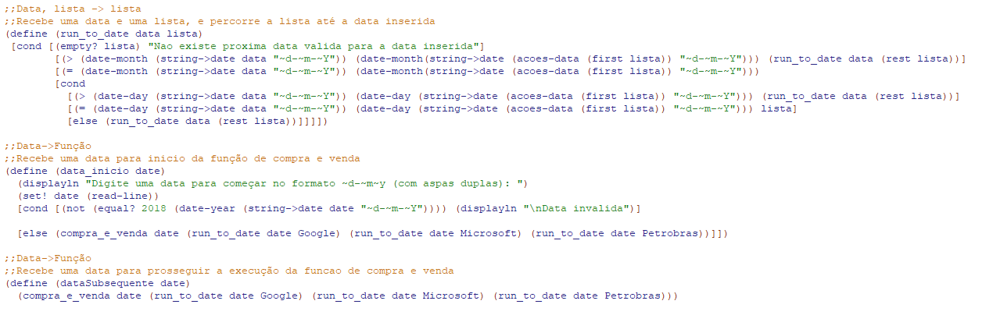 ;;Data, lista -> lista
;;Recebe uma data e uma lista, e percorre a lista até a data inserida
(define (run_to_date data lista)
 [cond [(empty? lista) "Nao existe proxima data valida para a data inserida"]
        [(> (date-month (string->date data "~d-~m-~Y")) (date-month(string->date (acoes-data (first lista)) "~d-~m-~Y"))) (run_to_date data (rest lista))]
        [(= (date-month (string->date data "~d-~m-~Y")) (date-month(string->date (acoes-data (first lista)) "~d-~m-~Y")))
        [cond
          [(> (date-day (string->date data "~d-~m-~Y")) (date-day (string->date (acoes-data (first lista)) "~d-~m-~Y"))) (run_to_date data (rest lista))]
          [(= (date-day (string->date data "~d-~m-~Y")) (date-day (string->date (acoes-data (first lista)) "~d-~m-~Y"))) lista]
          [else (run_to_date data (rest lista))]]]])
;;Data->Função
;;Recebe uma data para inicio da função de compra e venda
(define (data_inicio date)
  (displayln "Digite uma data para começar no formato ~d-~m~y (com aspas duplas): ")
  (set! date (read-line))
  [cond [(not (equal? 2018 (date-year (string->date date "~d-~m-~Y")))) (displayln "\nData invalida")]
  [else (compra_e_venda date (run_to_date date Google) (run_to_date date Microsoft) (run_to_date date Petrobras))]])
;;Data->Função
;;Recebe uma data para prosseguir a execução da funcao de compra e venda
(define (dataSubsequente date)
  (compra_e_venda date (run_to_date date Google) (run_to_date date Microsoft) (run_to_date date Petrobras)))